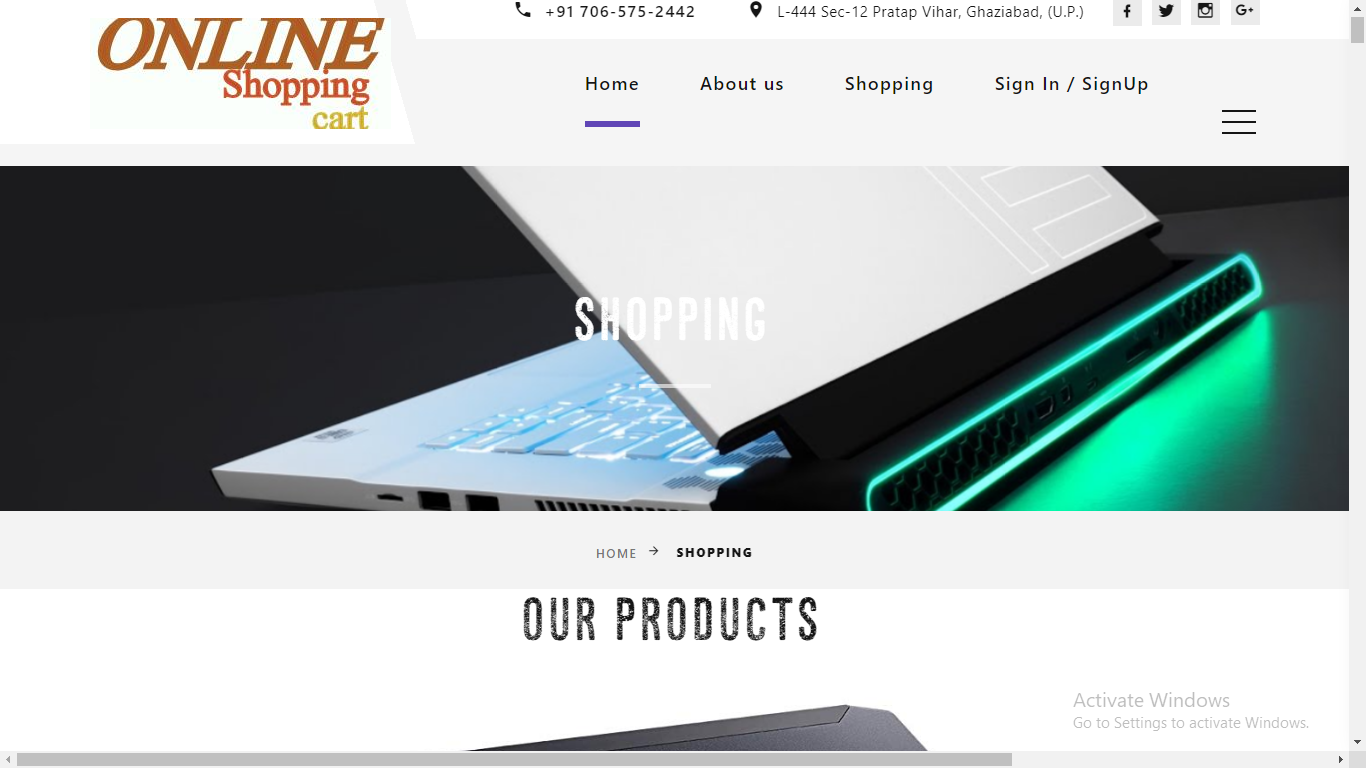 +91 706-575-2442
L-444 Sec-12 Pratap Vihar, Ghaziabad, (U.P.)
G+
ONLINE
Shopping
cart
Home
About us
Shopping
Sign In / SignUp
SHOPPING
HOME → SHOPPING
OUR PRODUCTS
Activate Windows
Go to Settings to activate Windows.